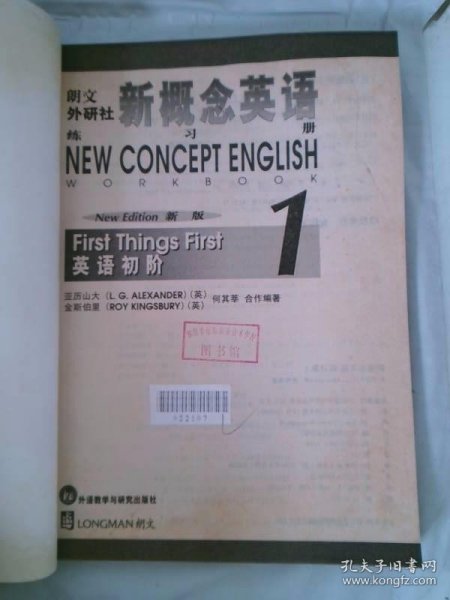 朗文
外研社
新概念英语
练习册
NEW CONCEPT ENGLISH
WORKBOOK
New Edition 新版
1
First Things First
英语初阶
亚历山大 (L. G. ALEXANDER) (英)
金斯伯里 (ROY KINGSBURY) (英)
何其莘 合作编著
图书馆
外语教学与研究出版社
LONGMAN 朗文
孔夫子旧书网
www.kongfz.com